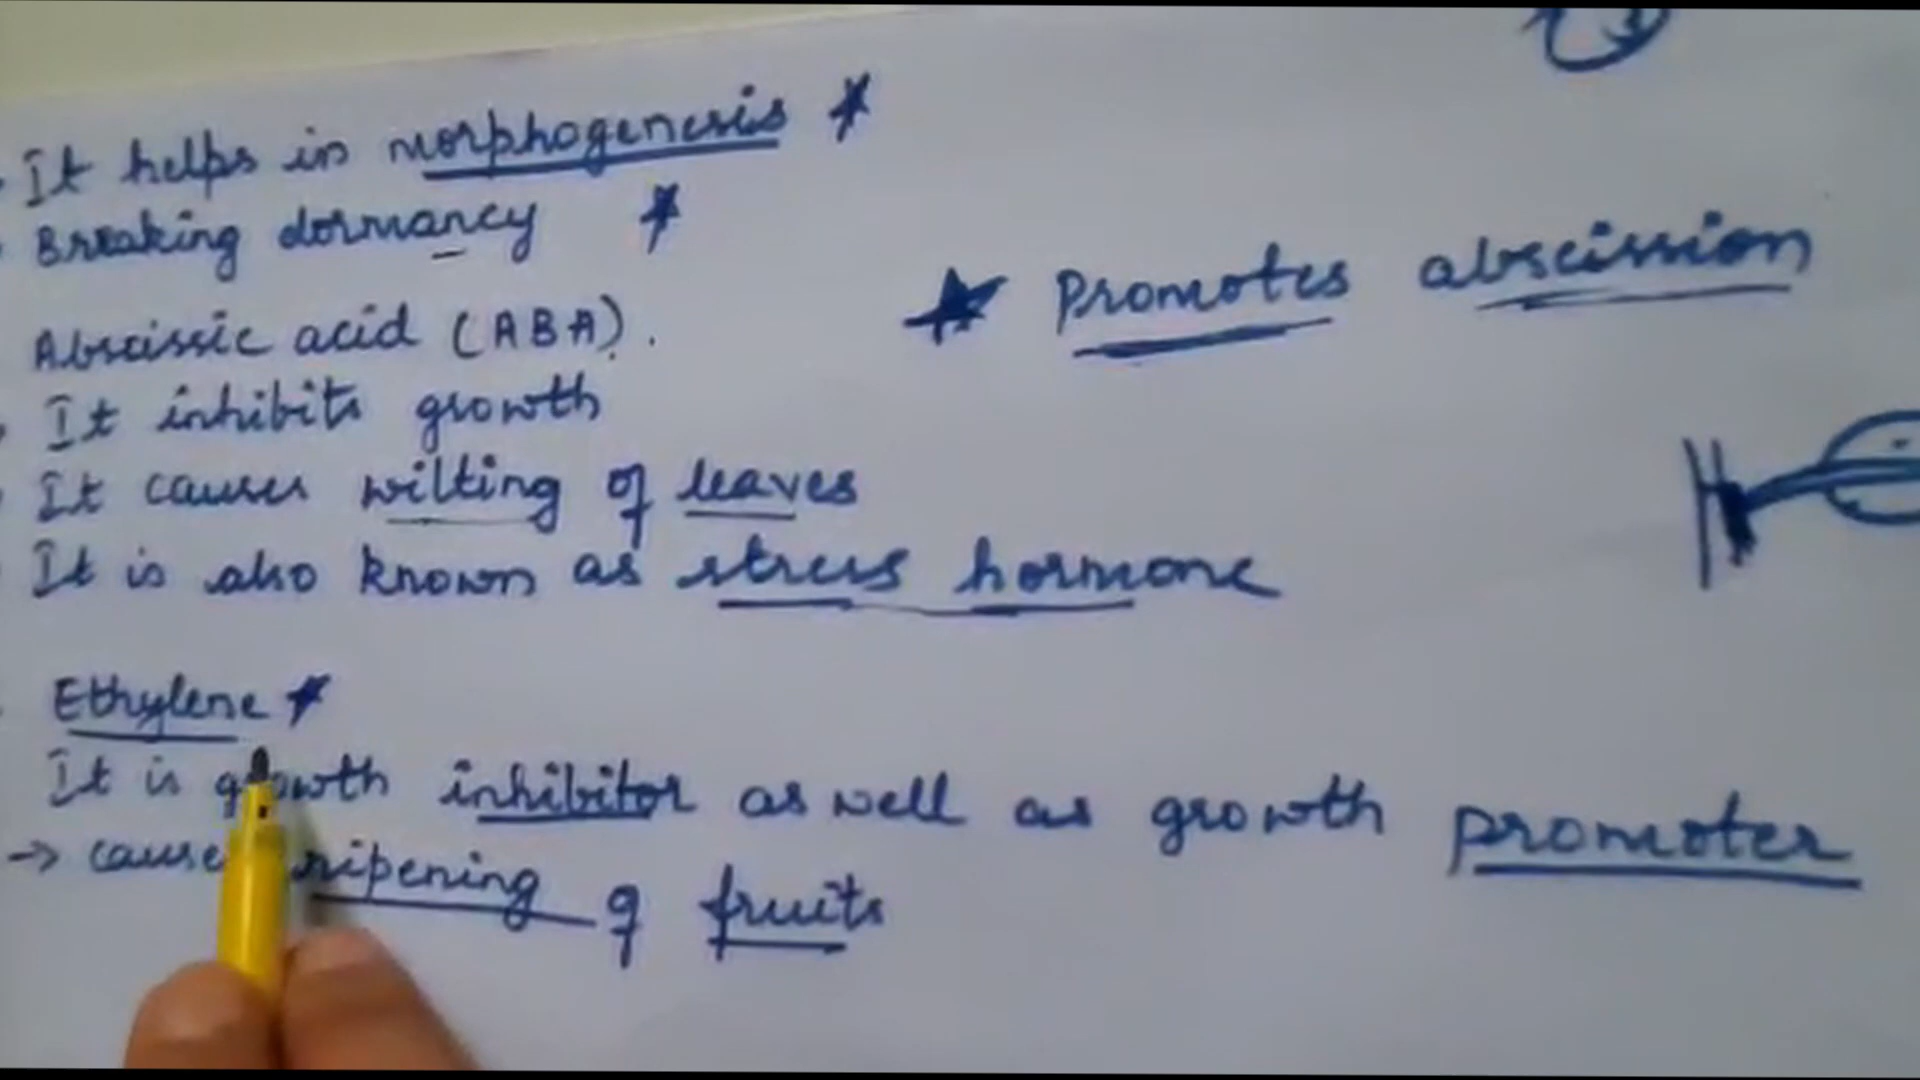 It helps in morphogenesis
Breaking dormancy
Promotes abscission
Abscissic acid (ABA).
It inhibits growth
It causes wilting of leaves
It is also known as stress hormone
Ethylene
It is growth inhibitor as well as growth promoter
→ cause ripening of fruits